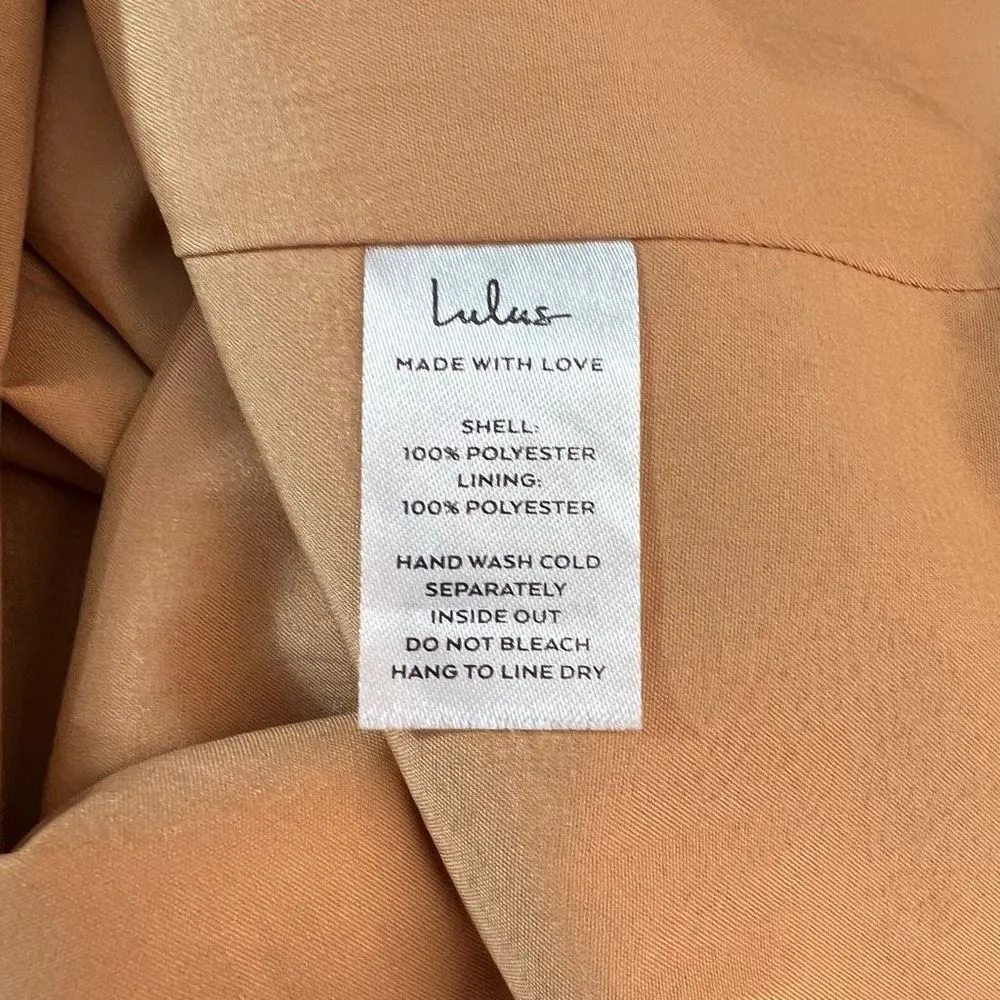 Lulus
MADE WITH LOVE
SHELL:
100% POLYESTER
LINING:
100% POLYESTER
HAND WASH COLD
SEPARATELY
INSIDE OUT
DO NOT BLEACH
HANG TO LINE DRY